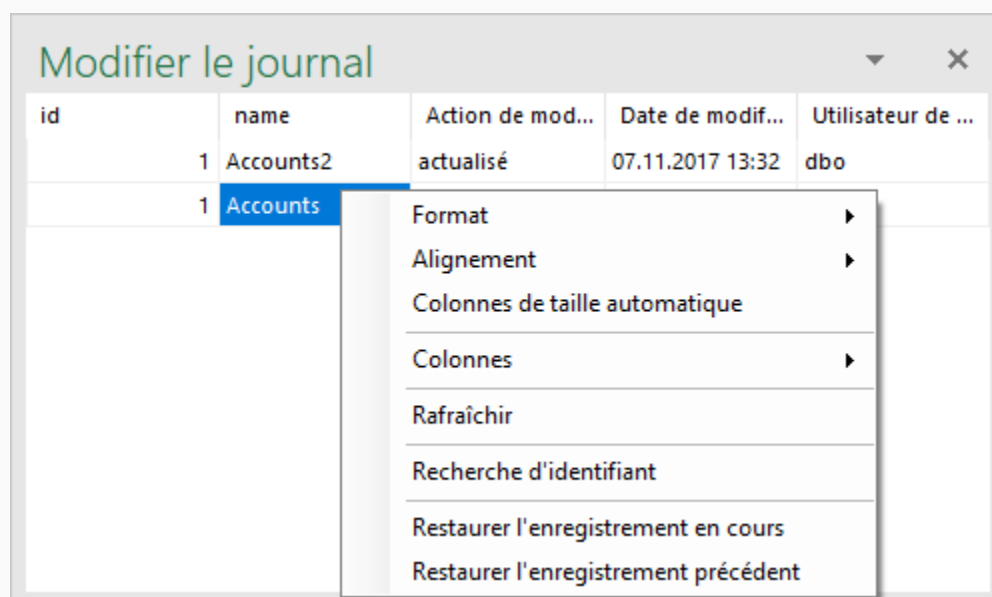 Modifier le journal
id name Action de mod... Date de modif... Utilisateur de ...
1 Accounts2 actualisé 07.11.2017 13:32 dbo
1 Accounts
Format
Alignement
Colonnes de taille automatique
Colonnes
Rafraîchir
Recherche d'identifiant
Restaurer l'enregistrement en cours
Restaurer l'enregistrement précédent